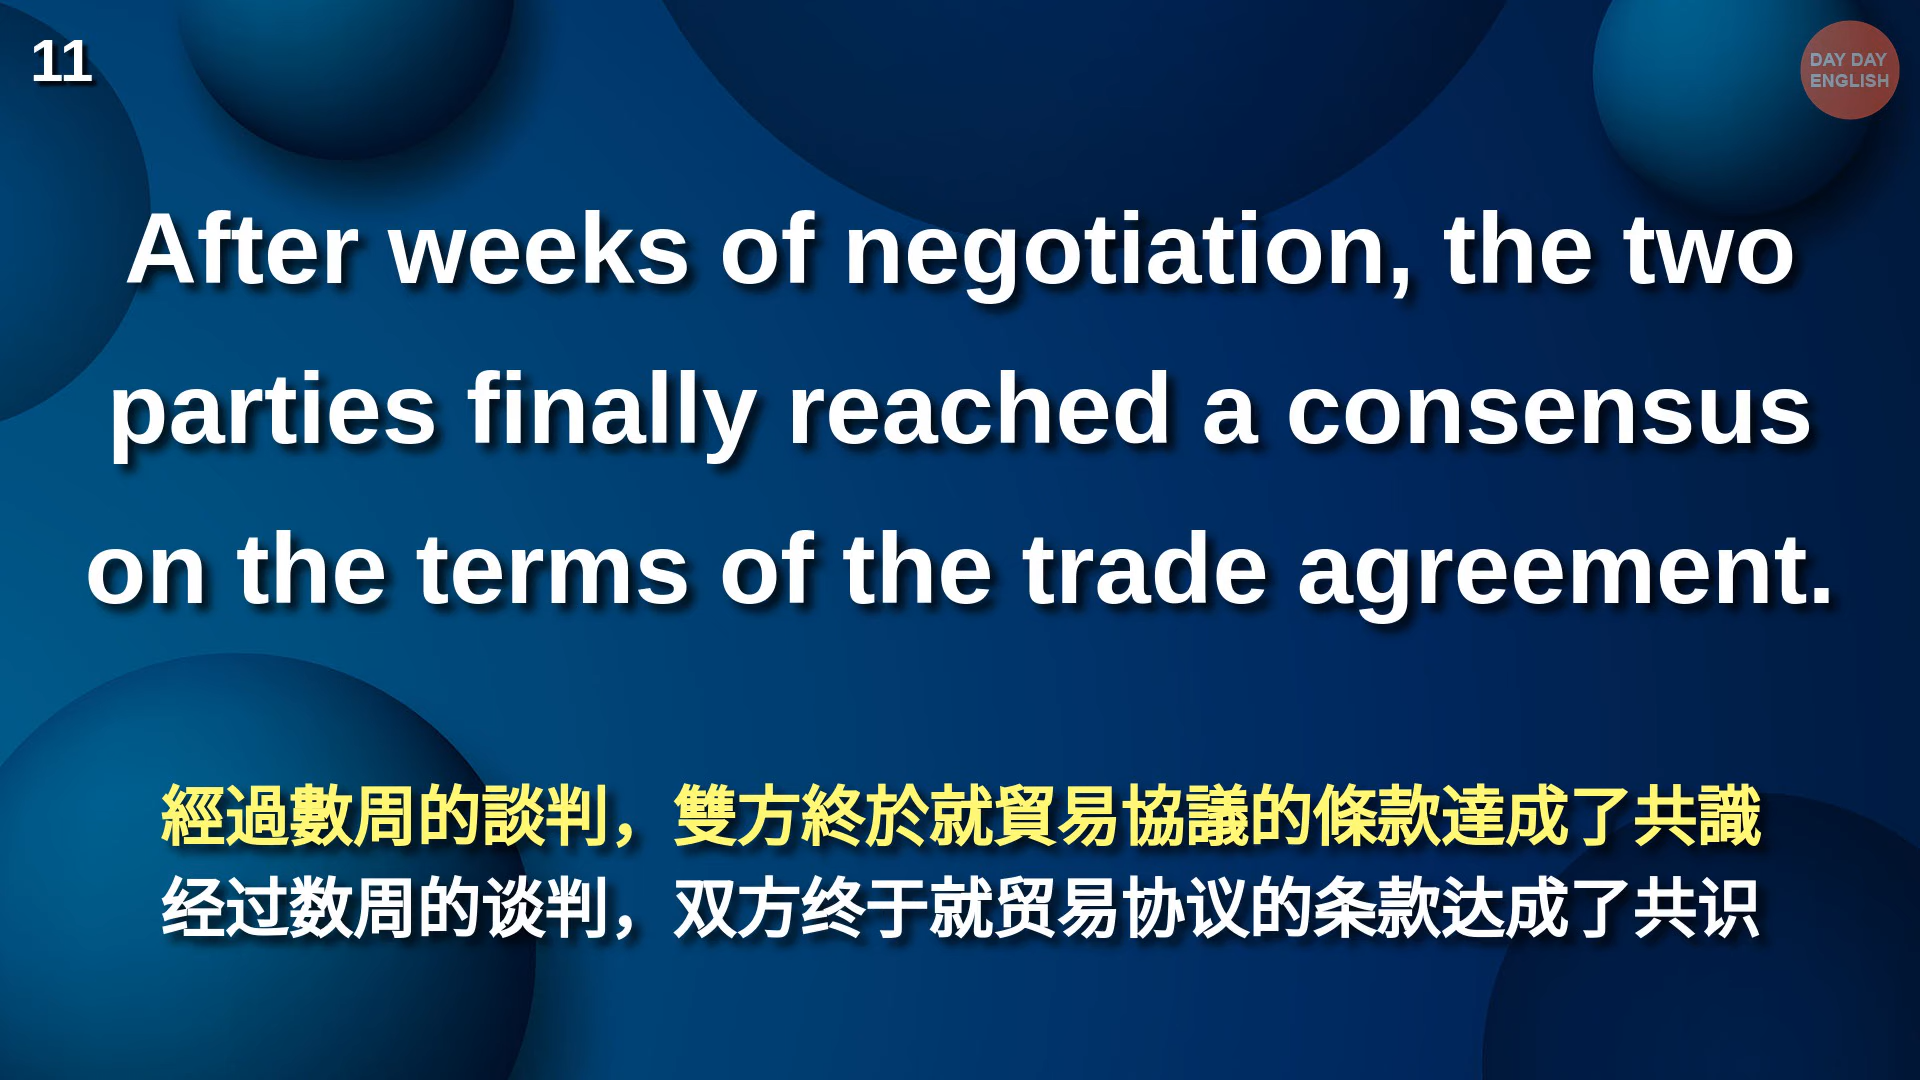 11
DAY DAY
ENGLISH
After weeks of negotiation, the two
parties finally reached a consensus
on the terms of the trade agreement.
經過數周的談判，雙方終於就貿易協議的條款達成了共識
经过数周的谈判，双方终于就贸易协议的条款达成了共识